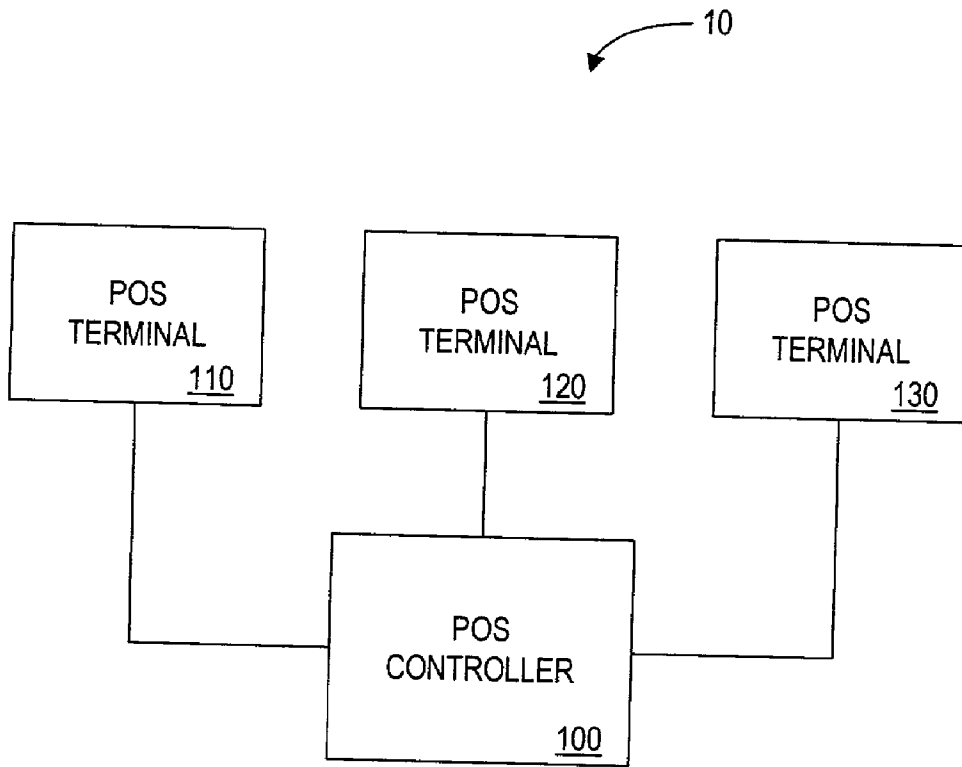 10
POS
TERMINAL
110
POS
TERMINAL
120
POS
TERMINAL
130
POS
CONTROLLER
100